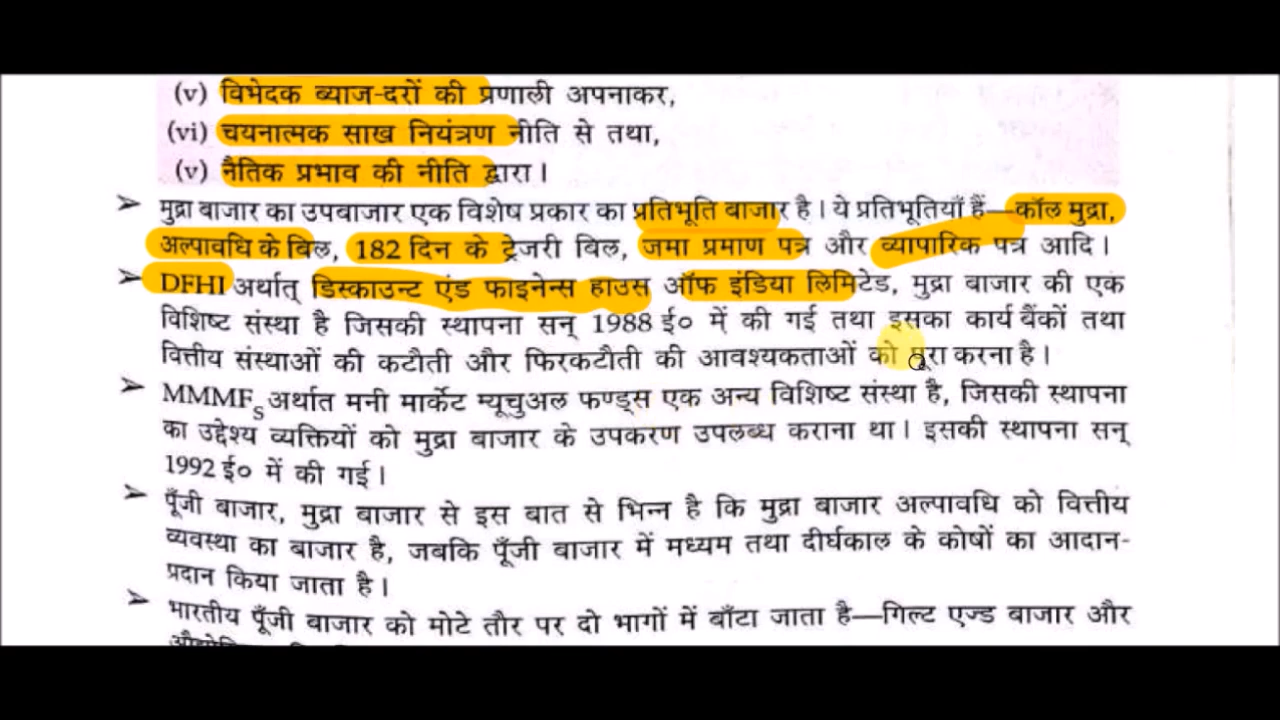 (v) विभेदक ब्याज-दरों की प्रणाली अपनाकर,
(vi) चयनात्मक साख नियंत्रण नीति से तथा,
(v) नैतिक प्रभाव की नीति द्वारा।
➢ मुद्रा बाजार का उपबाजार एक विशेष प्रकार का प्रतिभूति बाजार है। ये प्रतिभूतियाँ हैं—कॉल मुद्रा,
अल्पावधि के बिल, 182 दिन के ट्रेजरी बिल, जमा प्रमाण पत्र और व्यापारिक पत्र आदि।
➢ DFHI अर्थात् डिस्काउन्ट एंड फाइनेन्स हाउस ऑफ इंडिया लिमिटेड, मुद्रा बाजार की एक
विशिष्ट संस्था है जिसकी स्थापना सन् 1988 ई० में की गई तथा इसका कार्य बैंकों तथा
वित्तीय संस्थाओं की कटौती और फिरकटौती की आवश्यकताओं को पूरा करना है।
➢ MMMFs अर्थात मनी मार्केट म्यूचुअल फण्ड्स एक अन्य विशिष्ट संस्था है, जिसकी स्थापना
का उद्देश्य व्यक्तियों को मुद्रा बाजार के उपकरण उपलब्ध कराना था। इसकी स्थापना सन्
1992 ई० में की गई।
➢ पूँजी बाजार, मुद्रा बाजार से इस बात से भिन्न है कि मुद्रा बाजार अल्पावधि को वित्तीय
व्यवस्था का बाजार है, जबकि पूँजी बाजार में मध्यम तथा दीर्घकाल के कोषों का आदान-
प्रदान किया जाता है।
➢ भारतीय पूँजी बाजार को मोटे तौर पर दो भागों में बाँटा जाता है—गिल्ट एज्ड बाजार और